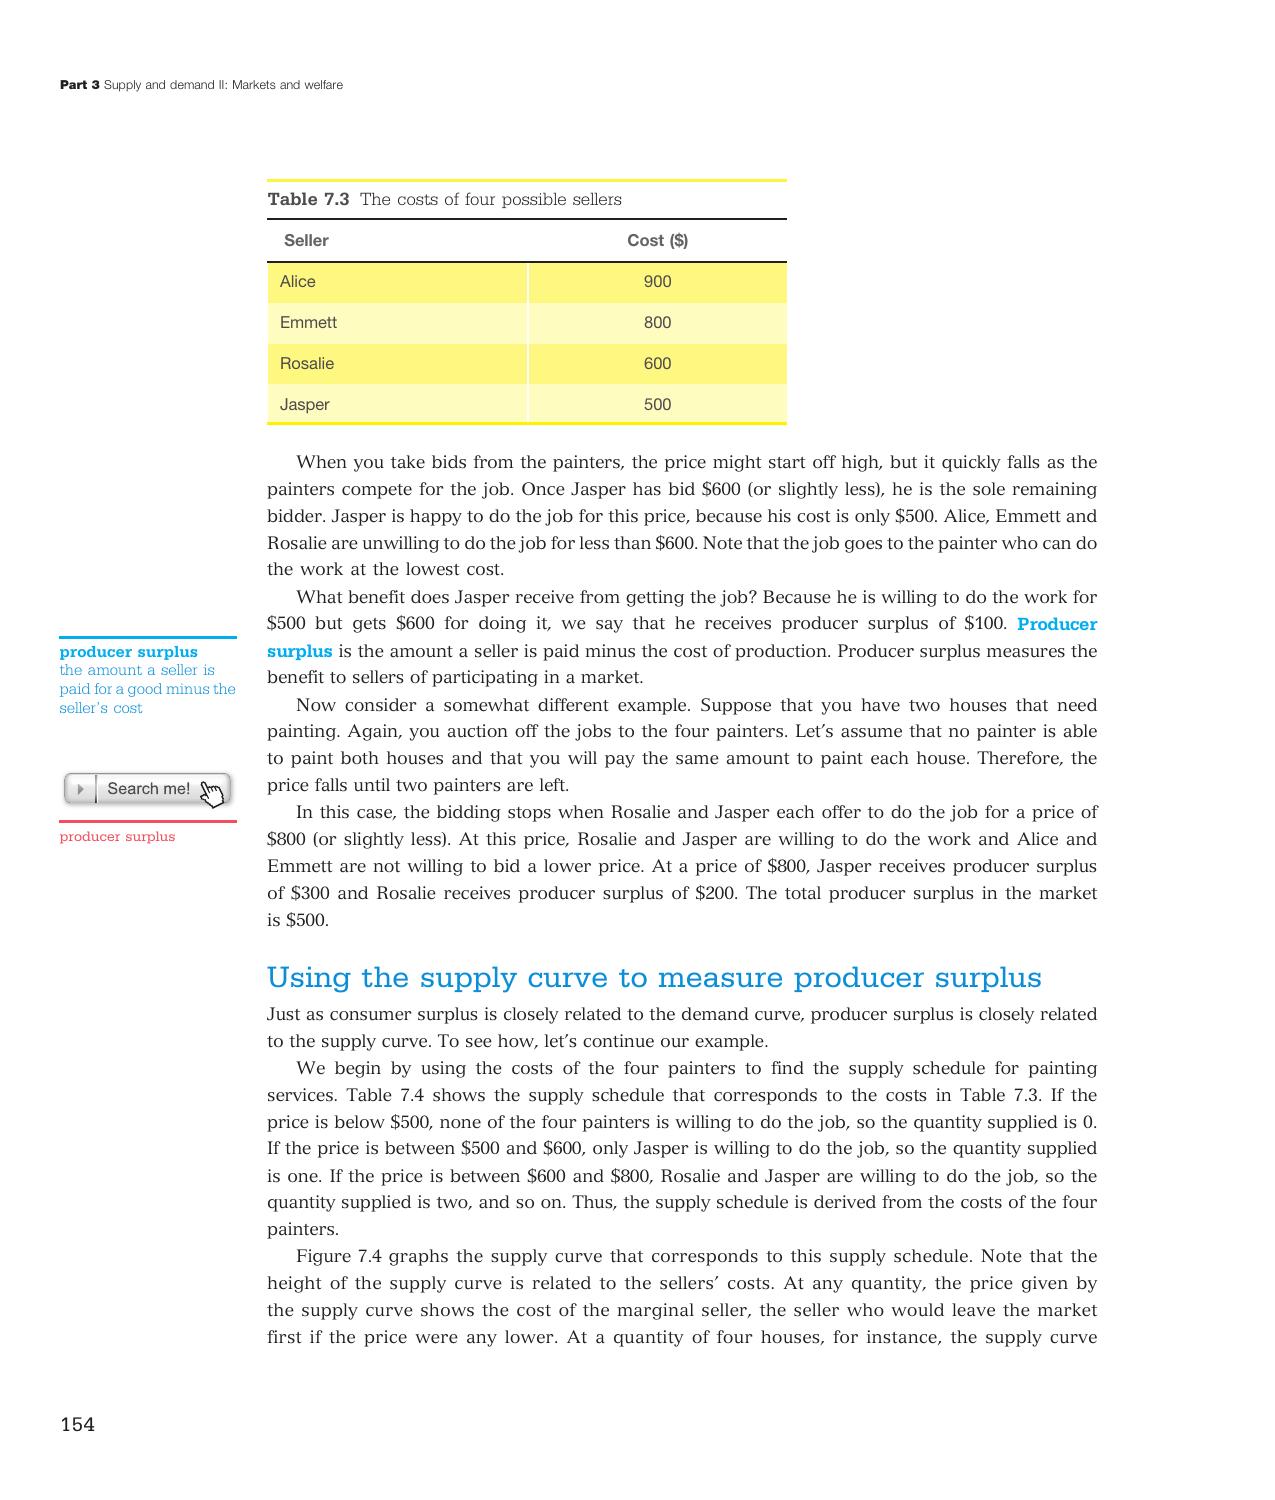 Part 3 Supply and demand II: Markets and welfare
Table 7.3 The costs of four possible sellers
Seller Cost ($)
Alice 900
Emmett 800
Rosalie 600
Jasper 500
When you take bids from the painters, the price might start off high, but it quickly falls as the
painters compete for the job. Once Jasper has bid $600 (or slightly less), he is the sole remaining
bidder. Jasper is happy to do the job for this price, because his cost is only $500. Alice, Emmett and
Rosalie are unwilling to do the job for less than $600. Note that the job goes to the painter who can do
the work at the lowest cost.
What benefit does Jasper receive from getting the job? Because he is willing to do the work for
$500 but gets $600 for doing it, we say that he receives producer surplus of $100. Producer
surplus is the amount a seller is paid minus the cost of production. Producer surplus measures the
benefit to sellers of participating in a market.
producer surplus
the amount a seller is
paid for a good minus the
seller's cost
Now consider a somewhat different example. Suppose that you have two houses that need
painting. Again, you auction off the jobs to the four painters. Let's assume that no painter is able
to paint both houses and that you will pay the same amount to paint each house. Therefore, the
price falls until two painters are left.
Search me!
producer surplus
In this case, the bidding stops when Rosalie and Jasper each offer to do the job for a price of
$800 (or slightly less). At this price, Rosalie and Jasper are willing to do the work and Alice and
Emmett are not willing to bid a lower price. At a price of $800, Jasper receives producer surplus
of $300 and Rosalie receives producer surplus of $200. The total producer surplus in the market
is $500.
Using the supply curve to measure producer surplus
Just as consumer surplus is closely related to the demand curve, producer surplus is closely related
to the supply curve. To see how, let's continue our example.
We begin by using the costs of the four painters to find the supply schedule for painting
services. Table 7.4 shows the supply schedule that corresponds to the costs in Table 7.3. If the
price is below $500, none of the four painters is willing to do the job, so the quantity supplied is 0.
If the price is between $500 and $600, only Jasper is willing to do the job, so the quantity supplied
is one. If the price is between $600 and $800, Rosalie and Jasper are willing to do the job, so the
quantity supplied is two, and so on. Thus, the supply schedule is derived from the costs of the four
painters.
Figure 7.4 graphs the supply curve that corresponds to this supply schedule. Note that the
height of the supply curve is related to the sellers' costs. At any quantity, the price given by
the supply curve shows the cost of the marginal seller, the seller who would leave the market
first if the price were any lower. At a quantity of four houses, for instance, the supply curve
154